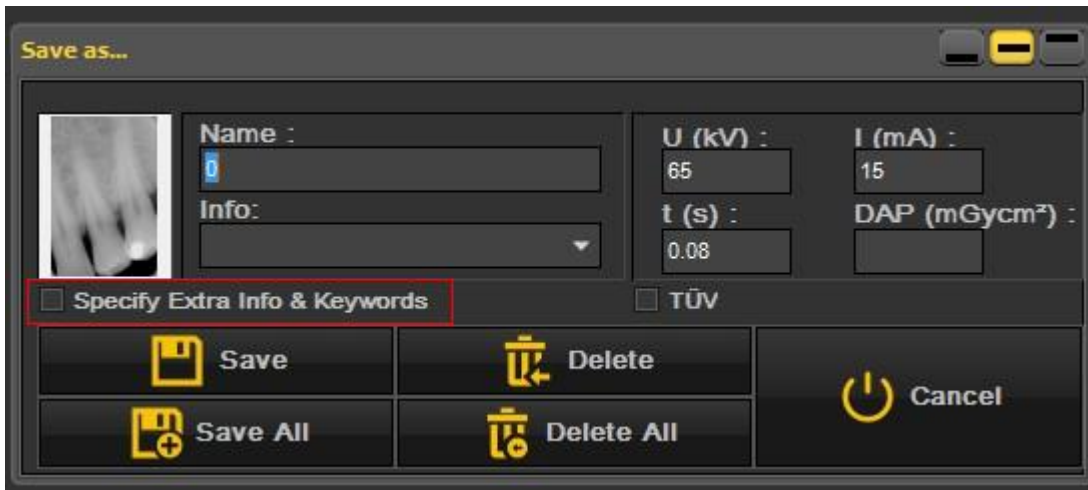 Save as...
Name :
0
Info:
U (kV) :
65
I (mA) :
15
t (s) :
0.08
DAP (mGycm²) :
Specify Extra Info & Keywords
TÜV
Save
Delete
Cancel
Save All
Delete All